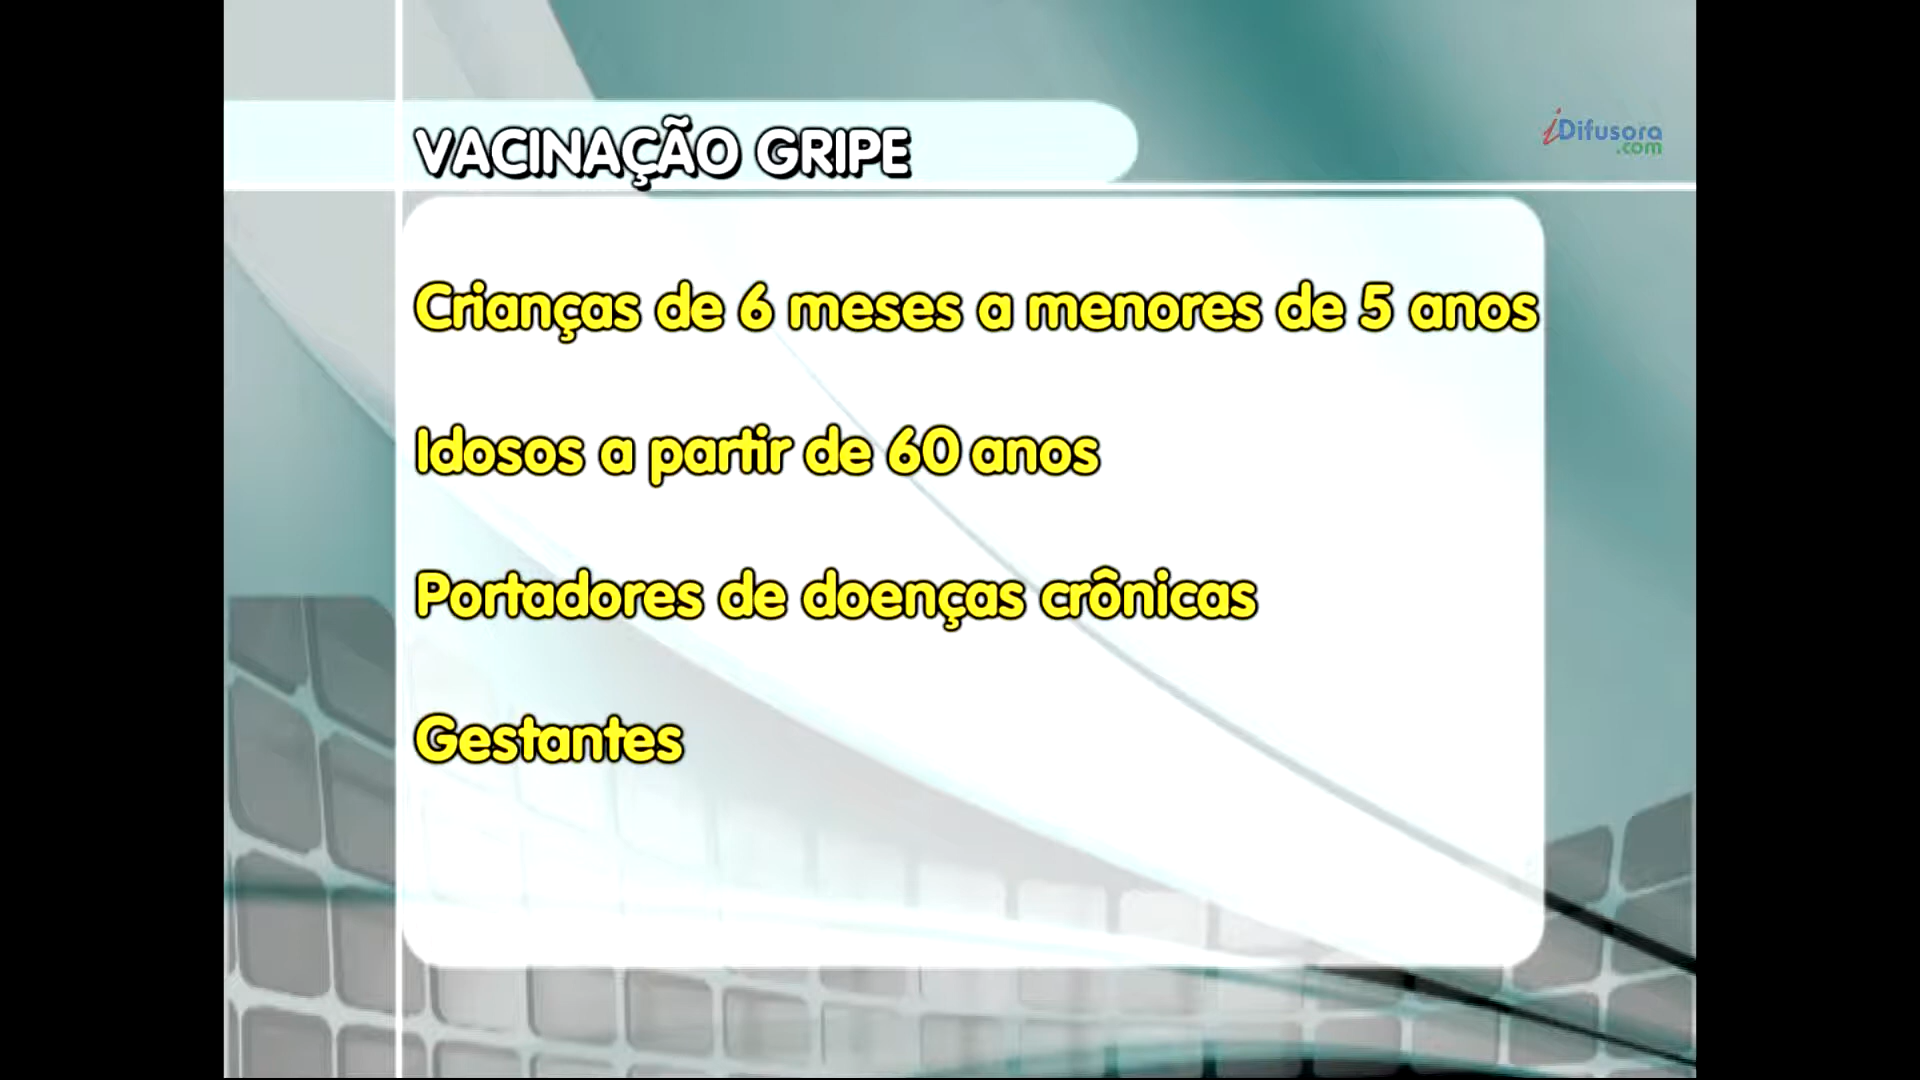 VACINAÇÃO GRIPE
iDifusora
.com
Crianças de 6 meses a menores de 5 anos
Idosos a partir de 60 anos
Portadores de doenças crônicas
Gestantes